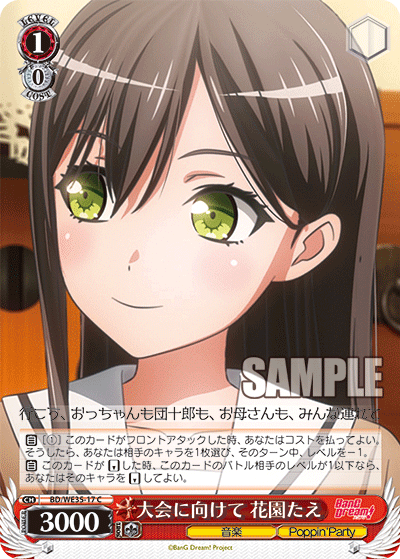 LEVEL
1
0
COST
SAMPLE
行こう、おっちゃんも団十郎も、お母さんも、みんな連れて
自［①］このカードがフロントアタックした時、あなたはコストを払ってよい。
そうしたら、あなたは相手のキャラを1枚選び、そのターン中、レベルを－1。
自 このカードが【 】した時、このカードのバトル相手のレベルが1以下なら、
あなたはそのキャラを【 】してよい。
CH
BD/WE35-17 C
3000
大会に向けて 花園たえ
BanG Dream!
音楽
Poppin'Party
©BanG Dream! Project